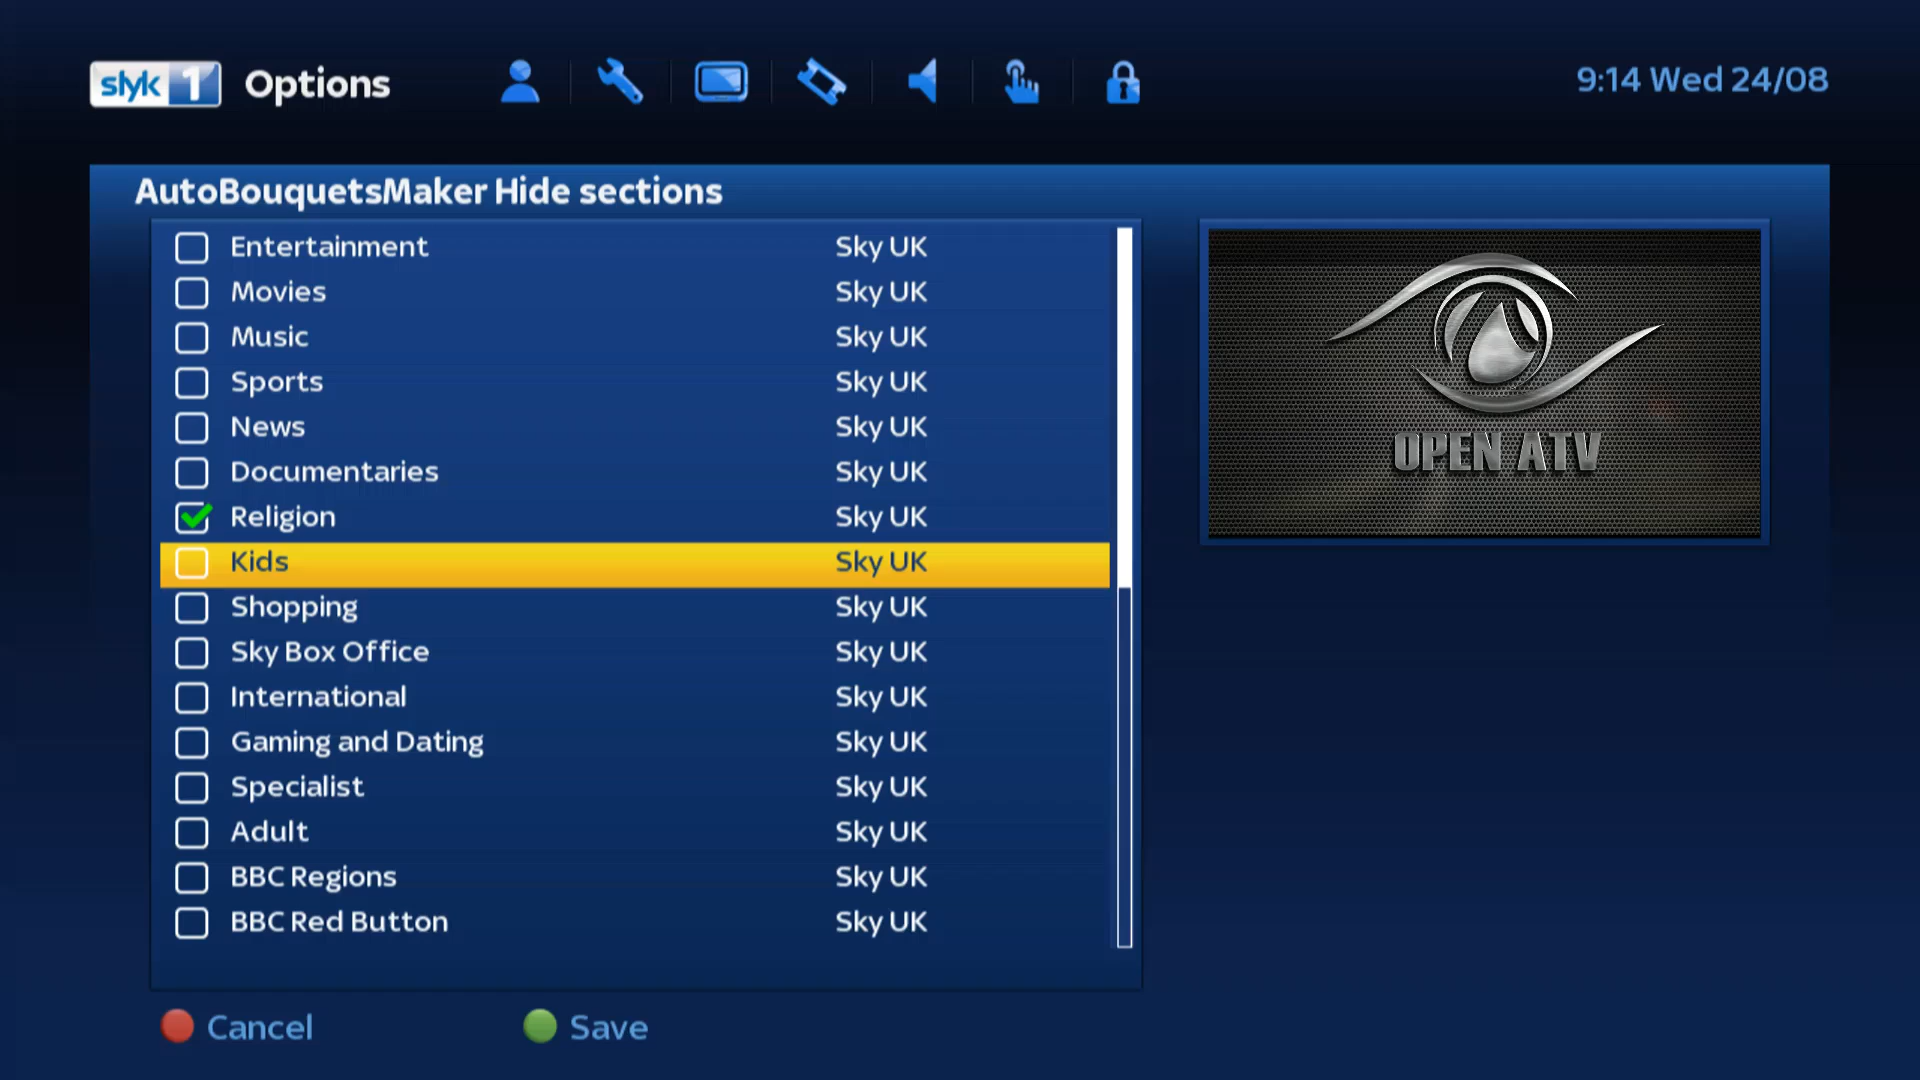 slyk 1 Options 9:14 Wed 24/08
AutoBouquetsMaker Hide sections
Entertainment Sky UK
Movies Sky UK
Music Sky UK
Sports Sky UK
News Sky UK
Documentaries Sky UK
Religion Sky UK
Kids Sky UK
Shopping Sky UK
Sky Box Office Sky UK
International Sky UK
Gaming and Dating Sky UK
Specialist Sky UK
Adult Sky UK
BBC Regions Sky UK
BBC Red Button Sky UK
OPEN ATV
Cancel Save